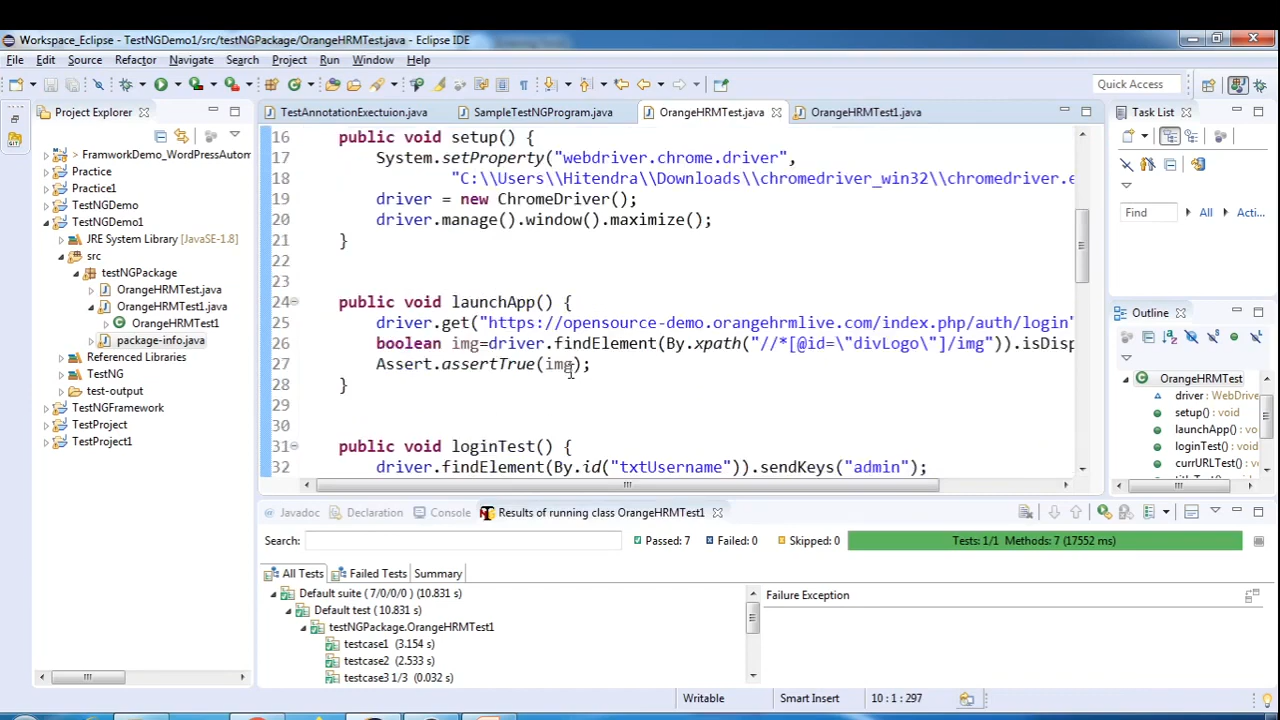 Workspace_Eclipse - TestNGDemo1/src/testNGPackage/OrangeHRMTest.java - Eclipse IDE
File Edit Source Refactor Navigate Search Project Run Window Help
Quick Access
Project Explorer
> FramworkDemo_WordPressAutom
Practice
Practice1
TestNGDemo
TestNGDemo1
JRE System Library [JavaSE-1.8]
src
testNGPackage
OrangeHRMTest.java
OrangeHRMTest1.java
OrangeHRMTest1
package-info.java
Referenced Libraries
TestNG
test-output
TestNGFramework
TestProject
TestProject1
TestAnnotationExectuion.java SampleTestNGProgram.java OrangeHRMTest.java OrangeHRMTest1.java
16 public void setup() {
17 System.setProperty("webdriver.chrome.driver",
18 "C:\\Users\\Hitendra\\Downloads\\chromedriver_win32\\chromedriver.e
19 driver = new ChromeDriver();
20 driver.manage().window().maximize();
21 }
22
23
24 public void launchApp() {
25 driver.get("https://opensource-demo.orangehrmlive.com/index.php/auth/login"
26 boolean img=driver.findElement(By.xpath("//*[@id=\"divLogo\"]/img")).isDisp
27 Assert.assertTrue(img);
28 }
29
30
31 public void loginTest() {
32 driver.findElement(By.id("txtUsername")).sendKeys("admin");
Task List
Find All Acti...
Outline
OrangeHRMTest
driver : WebDrive
setup() : void
launchApp() : voi
loginTest() : void
currURLTest() : vo
Javadoc Declaration Console Results of running class OrangeHRMTest1
Search: Passed: 7 Failed: 0 Skipped: 0 Tests: 1/1 Methods: 7 (17552 ms)
All Tests Failed Tests Summary
Default suite ( 7/0/0/0 ) (10.831 s)
Default test ( 10.831 s)
testNGPackage.OrangeHRMTest1
testcase1 (3.154 s)
testcase2 (2.533 s)
testcase3 1/3 (0.032 s)
Failure Exception
Writable Smart Insert 10 : 1 : 297